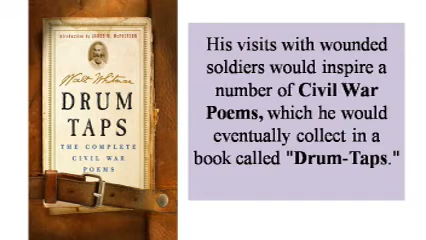 Introduction by JAMES M. McPHERSON
Walt Whitman
DRUM
TAPS
THE COMPLETE
CIVIL WAR
POEMS
His visits with wounded
soldiers would inspire a
number of Civil War
Poems, which he would
eventually collect in a
book called "Drum-Taps."